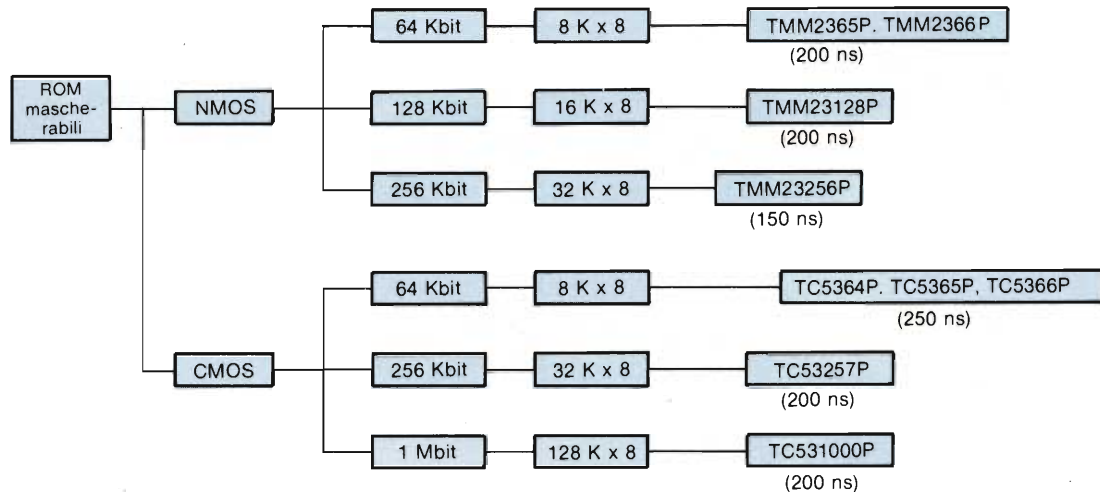 64 Kbit
8 K x 8
TMM2365P. TMM2366P
(200 ns)
ROM
masche-
rabili
NMOS
128 Kbit
16 K x 8
TMM23128P
(200 ns)
256 Kbit
32 K x 8
TMM23256P
(150 ns)
64 Kbit
8 K x 8
TC5364P. TC5365P, TC5366P
(250 ns)
CMOS
256 Kbit
32 K x 8
TC53257P
(200 ns)
1 Mbit
128 K x 8
TC531000P
(200 ns)